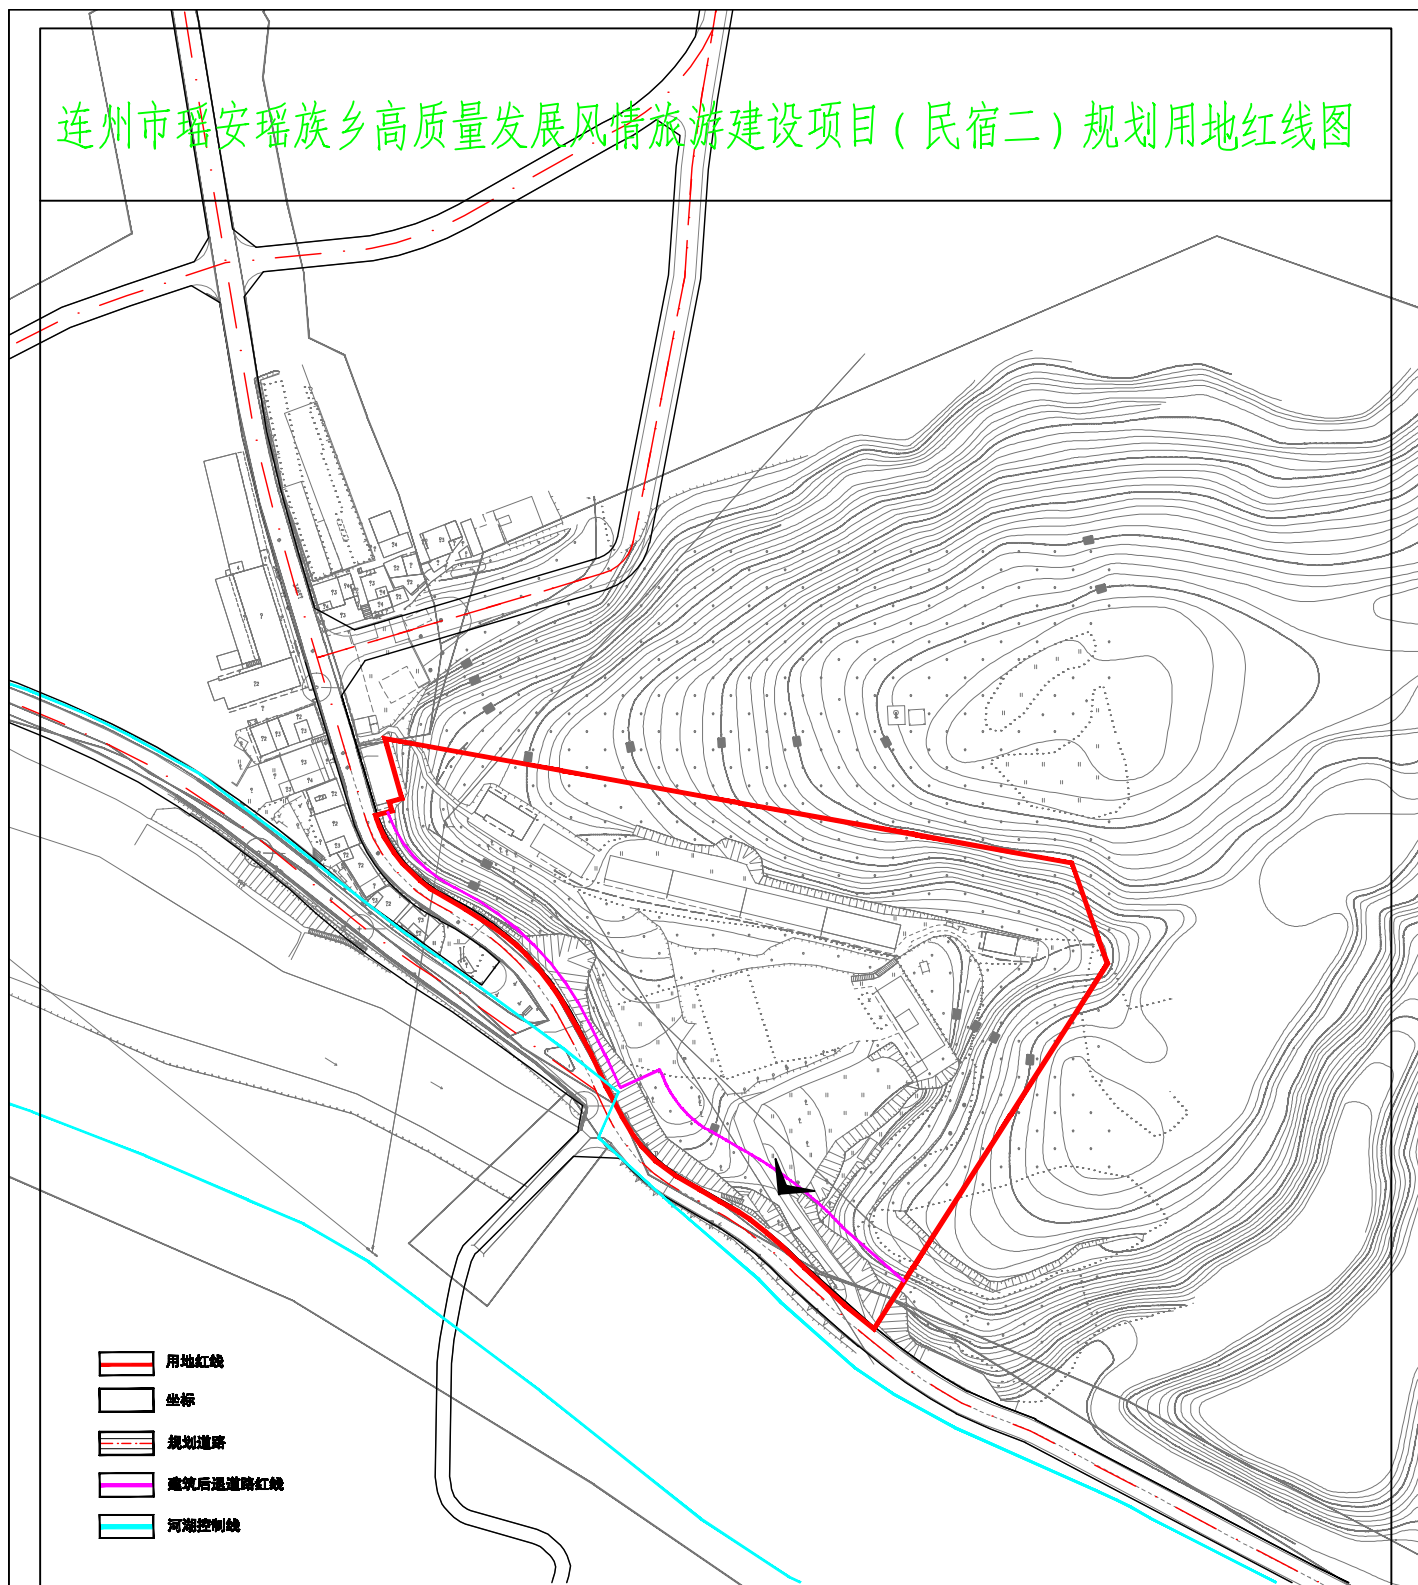 连州市瑶安瑶族乡高质量发展风情旅游建设项目（民宿二）规划用地红线图
用地红线
坐标
规划道路
建筑后退道路红线
河湖控制线